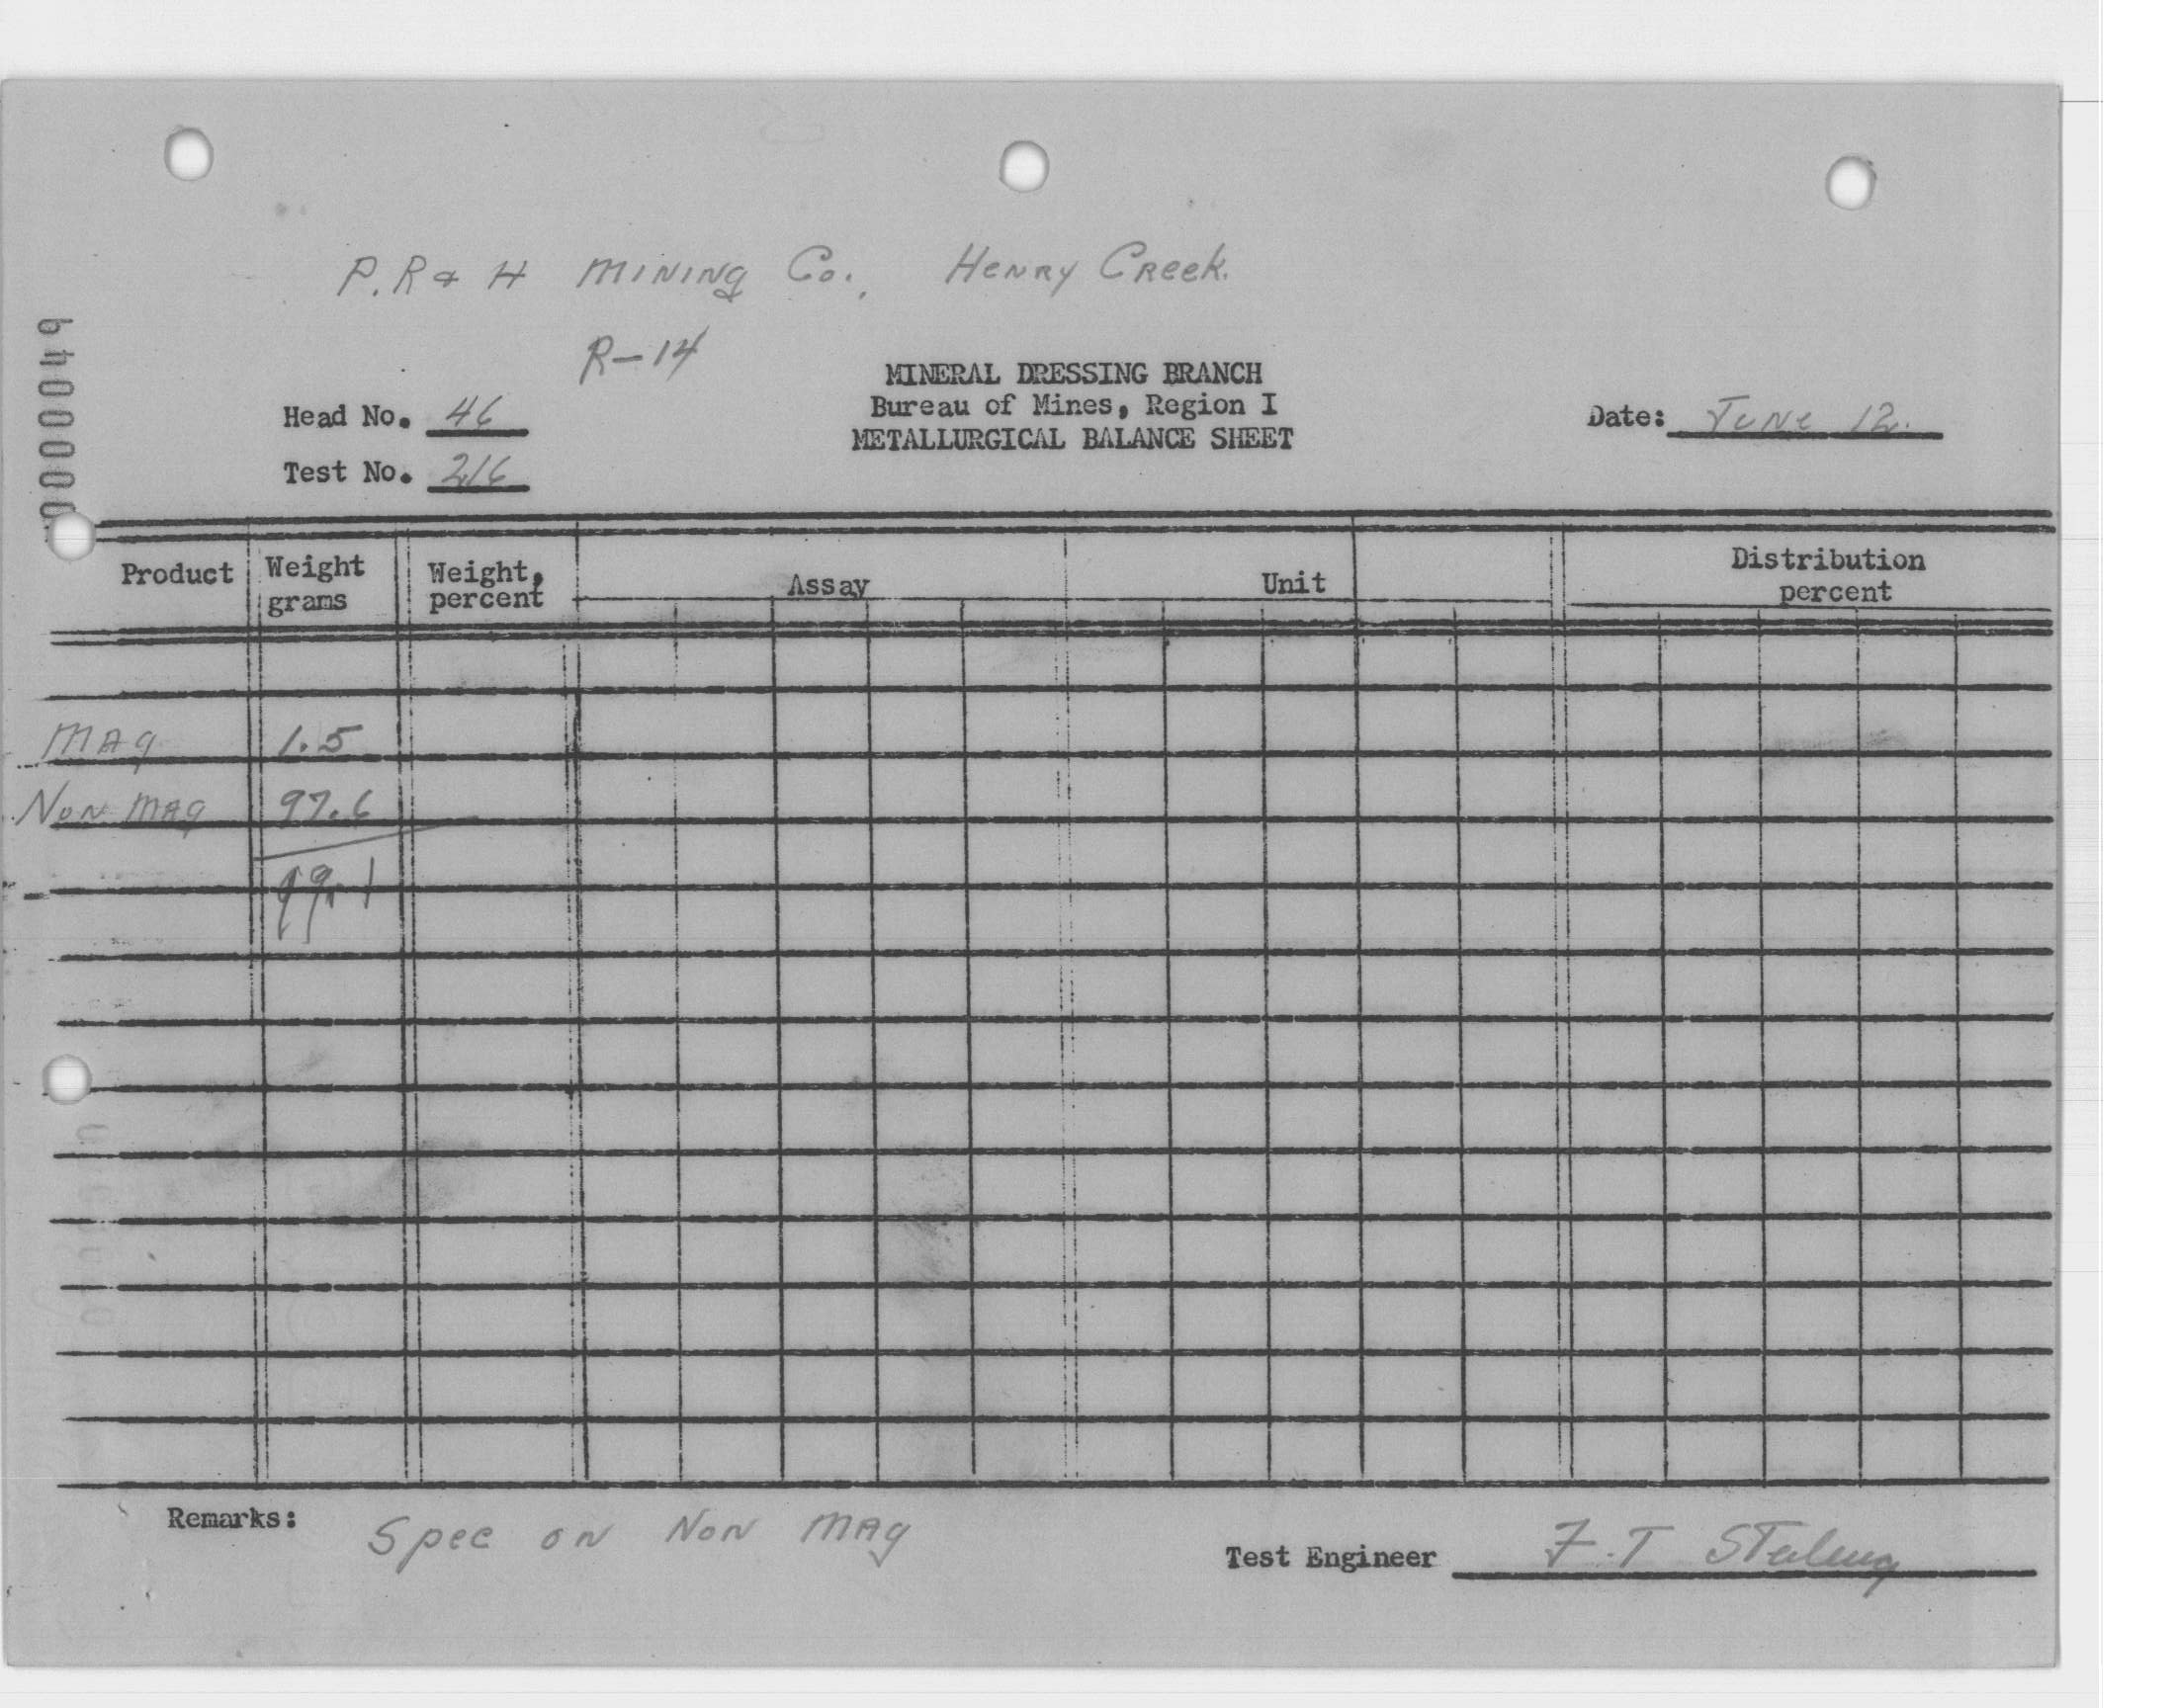 P. R & H Mining Co., Henry Creek.
R-14
000049
MINERAL DRESSING BRANCH
Bureau of Mines, Region I
METALLURGICAL BALANCE SHEET
Head No. 46
Test No. 216
Date: June 12.
Product Weight grams Weight, percent Assay Unit Distribution percent
Mag 1.5
Non Mag 97.6
99.1
Remarks: Spec on Non Mag
Test Engineer F.T